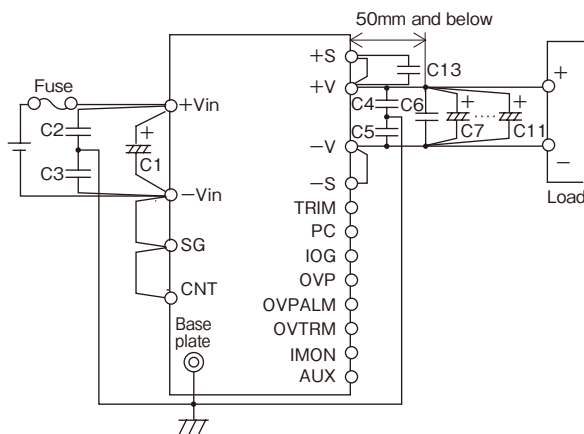 50mm and below
Fuse
+Vin
C2
+
C1
C3
−Vin
SG
CNT
Base
plate
+S
+V
−V
−S
TRIM
PC
IOG
OVP
OVPALM
OVTRM
IMON
AUX
C13
C4
C6
C5
+
C7
+
C11
+
−
Load